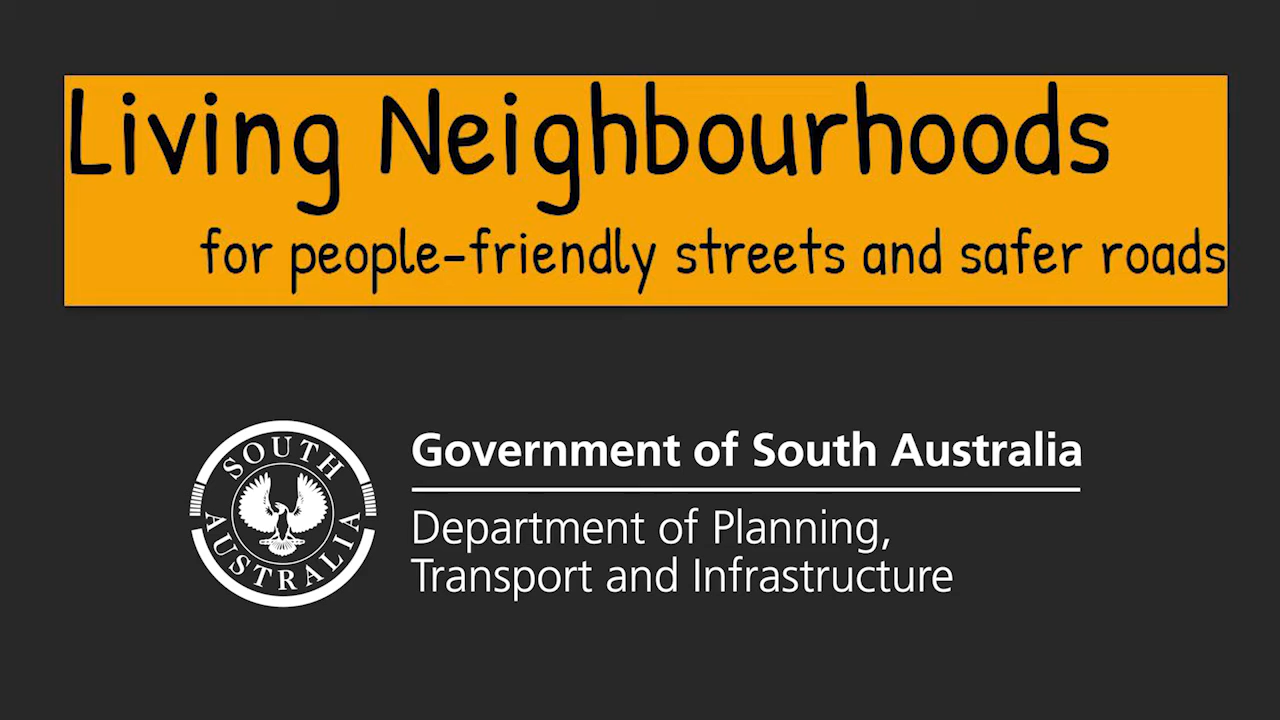 Living Neighbourhoods
for people-friendly streets and safer roads
SOUTH
AUSTRALIA
Government of South Australia
Department of Planning,
Transport and Infrastructure